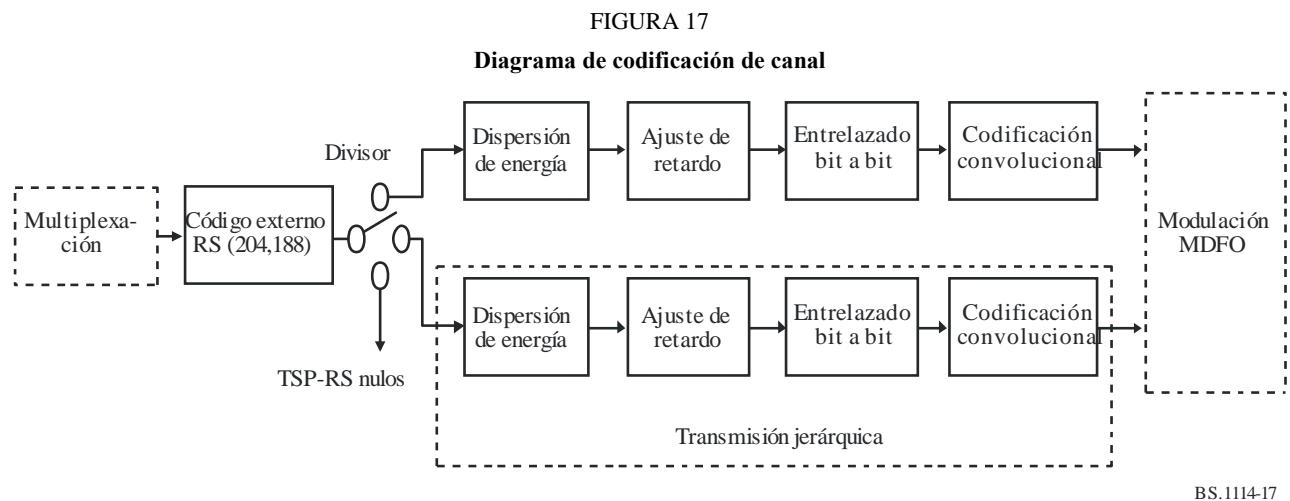 FIGURA 17
Diagrama de codificación de canal
Divisor
Multiplexa-
ción
Código externo
RS (204,188)
Dispersión
de energía
Ajuste de
retardo
Entrelazado
bit a bit
Codificación
convolucional
Modulación
MDFO
Dispersión
de energía
Ajuste de
retardo
Entrelazado
bit a bit
Codificación
convolucional
TSP-RS nulos
Transmisión jerárquica
BS.1114-17